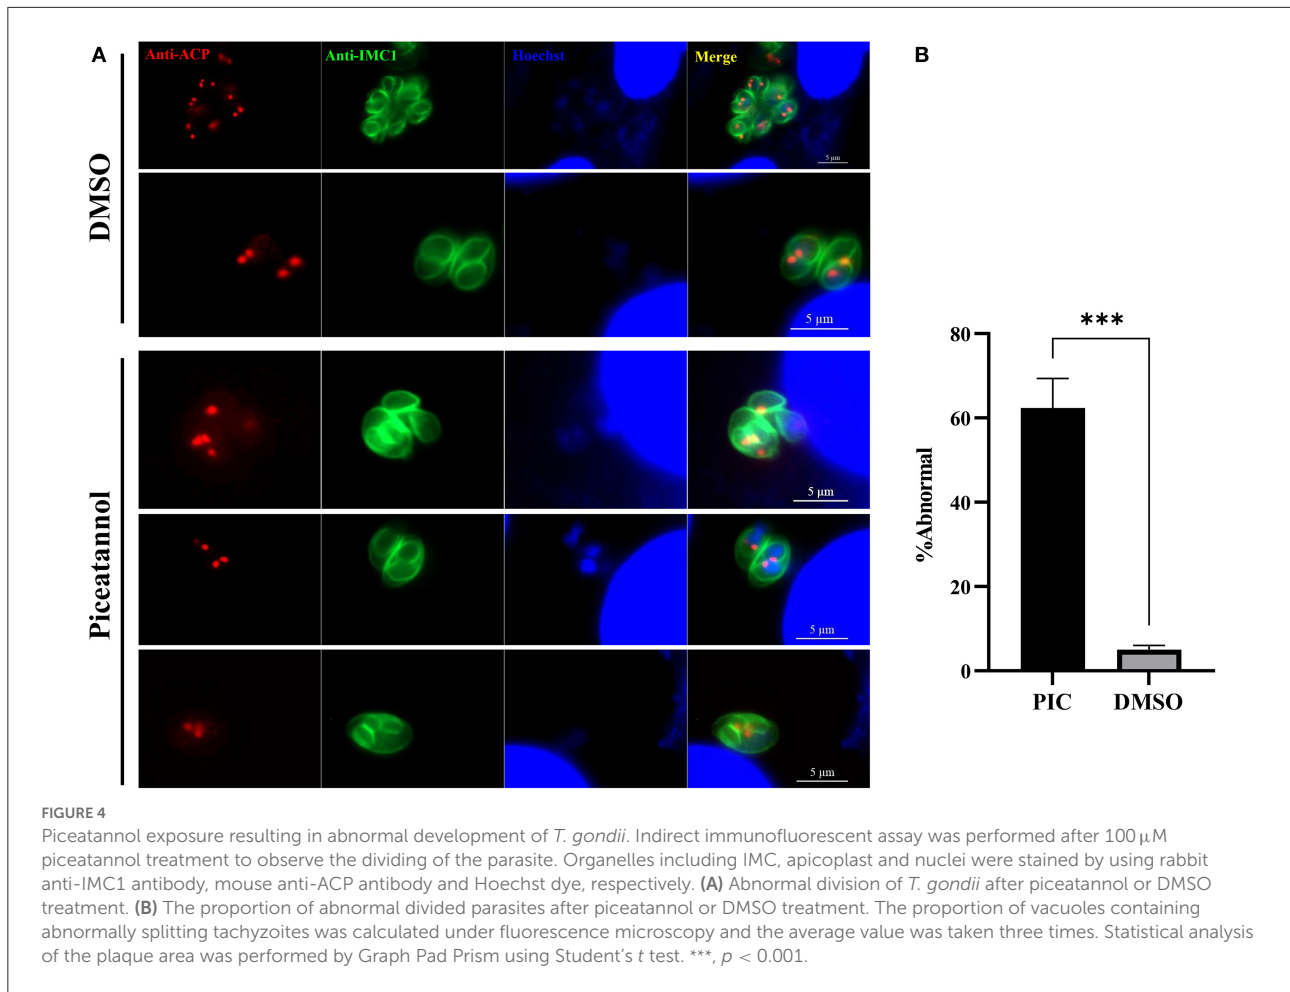 A
Anti-ACP
Anti-IMC1
Hoechst
Merge
DMSO
5 μm
5 μm
Piceatannol
5 μm
5 μm
5 μm
B
***
%Abnormal
80
60
40
20
0
PIC
DMSO
FIGURE 4
Piceatannol exposure resulting in abnormal development of T. gondii. Indirect immunofluorescent assay was performed after 100 μM
piceatannol treatment to observe the dividing of the parasite. Organelles including IMC, apicoplast and nuclei were stained by using rabbit
anti-IMC1 antibody, mouse anti-ACP antibody and Hoechst dye, respectively. (A) Abnormal division of T. gondii after piceatannol or DMSO
treatment. (B) The proportion of abnormal divided parasites after piceatannol or DMSO treatment. The proportion of vacuoles containing
abnormally splitting tachyzoites was calculated under fluorescence microscopy and the average value was taken three times. Statistical analysis
of the plaque area was performed by Graph Pad Prism using Student's t test. ***, p < 0.001.